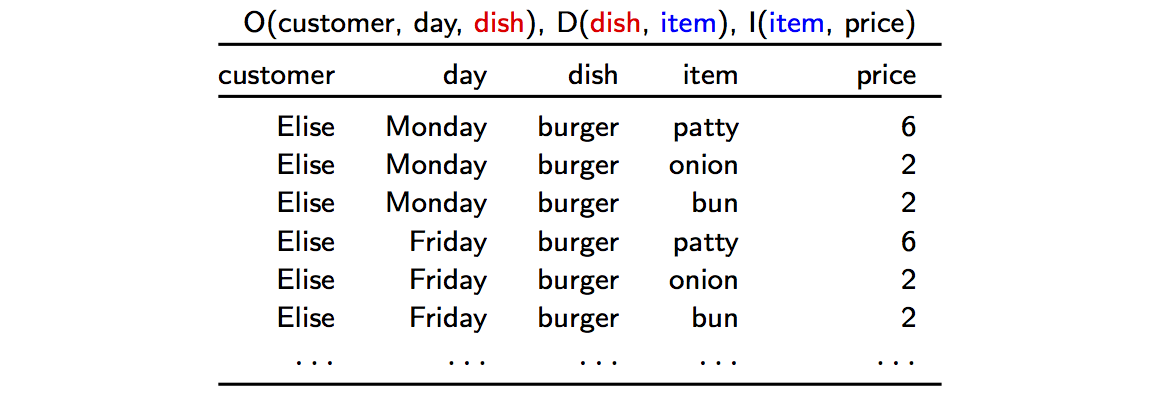 O(customer, day, dish), D(dish, item), I(item, price)
customer day dish item price
Elise Monday burger patty 6
Elise Monday burger onion 2
Elise Monday burger bun 2
Elise Friday burger patty 6
Elise Friday burger onion 2
Elise Friday burger bun 2
... ... ... ... ...